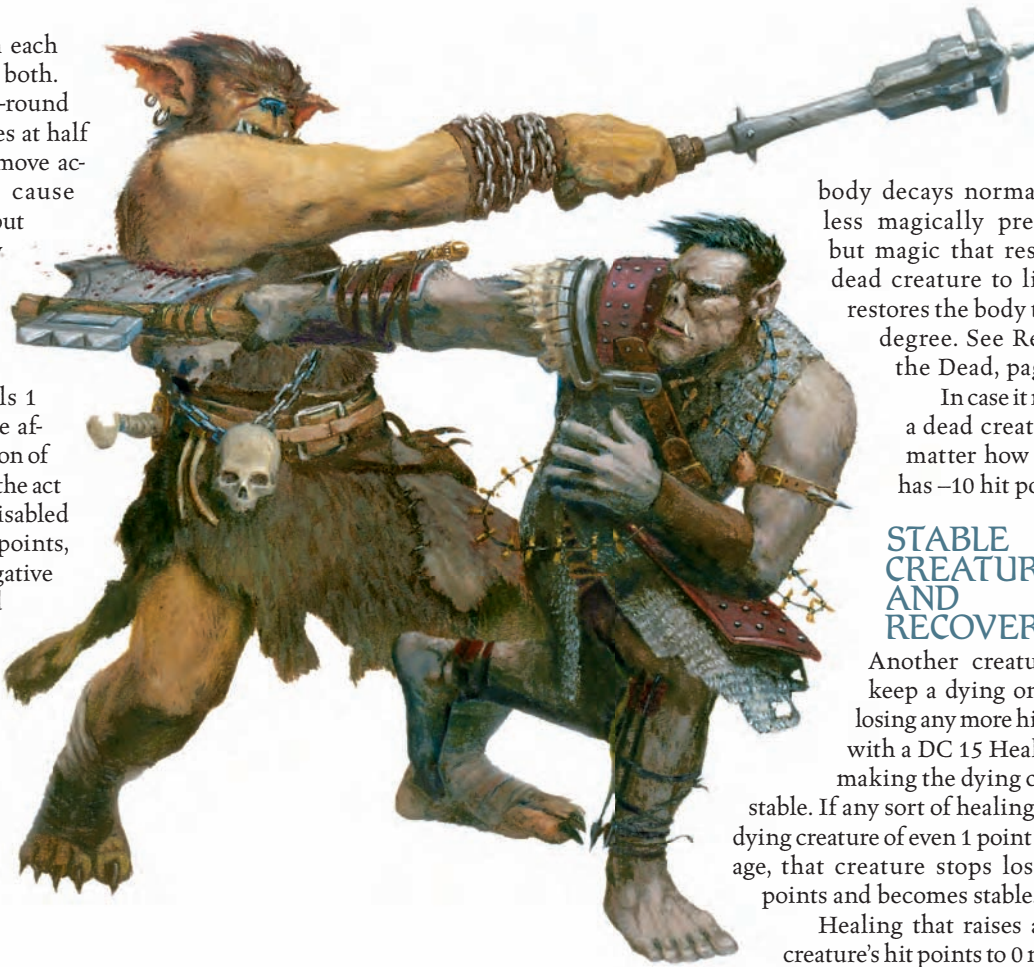 n each
both.
-round
es at half
move ac-
cause
out
ls 1
e af-
on of
the act
isabled
points,
gative
body decays norma
less magically pre
but magic that res
dead creature to li
restores the body t
degree. See Re
the Dead, pag
In case it
a dead creat
matter how
has –10 hit po
STABLE
CREATUR
AND
RECOVER
Another creatu
keep a dying on
losing any more hi
with a DC 15 Heal
making the dying o
stable. If any sort of healing
dying creature of even 1 point
age, that creature stops los
points and becomes stable.
Healing that raises
creature's hit points to 0